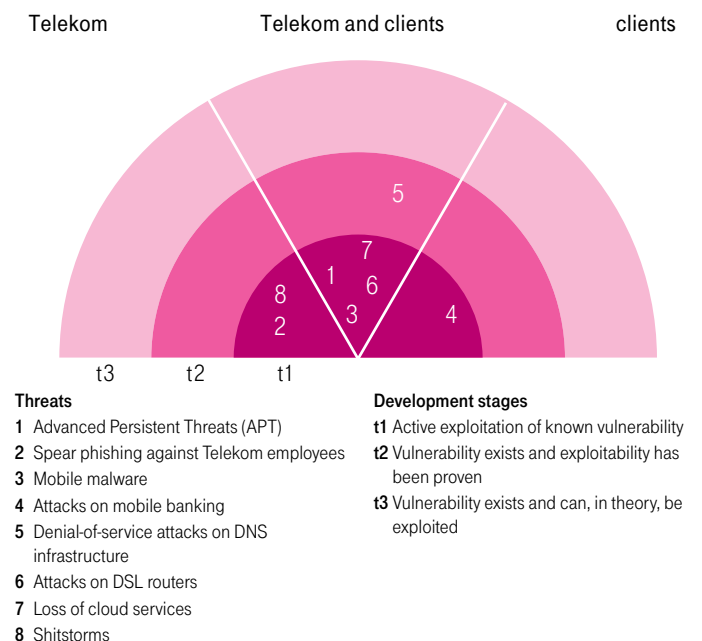 Telekom Telekom and clients clients
5
7
1
6
8
3
4
2
t3 t2 t1
Threats
1 Advanced Persistent Threats (APT)
2 Spear phishing against Telekom employees
3 Mobile malware
4 Attacks on mobile banking
5 Denial-of-service attacks on DNS
infrastructure
6 Attacks on DSL routers
7 Loss of cloud services
8 Shitstorms
Development stages
t1 Active exploitation of known vulnerability
t2 Vulnerability exists and exploitability has
been proven
t3 Vulnerability exists and can, in theory, be
exploited